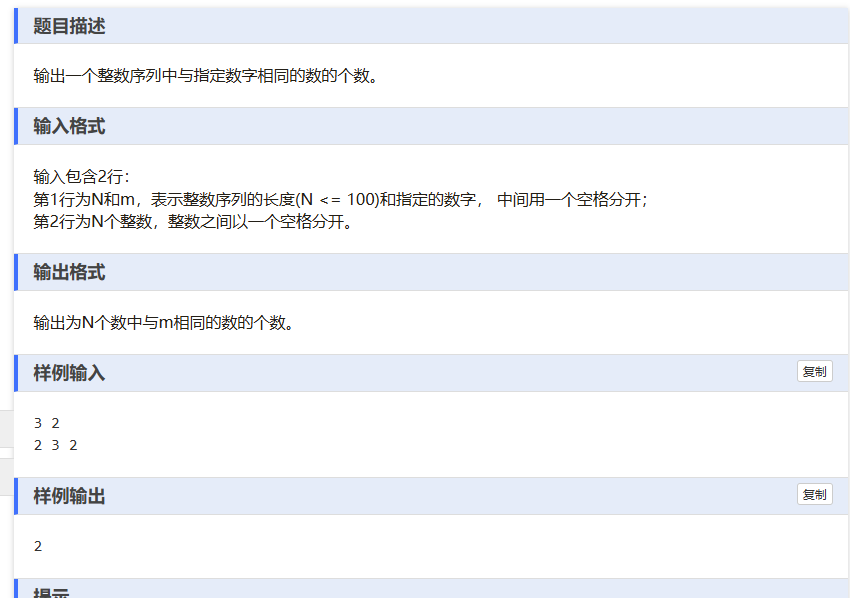 题目描述
输出一个整数序列中与指定数字相同的数的个数。
输入格式
输入包含2行：
第1行为N和m，表示整数序列的长度(N <= 100)和指定的数字， 中间用一个空格分开；
第2行为N个整数，整数之间以一个空格分开。
输出格式
输出为N个数中与m相同的数的个数。
样例输入
复制
3 2
2 3 2
样例输出
复制
2
提示